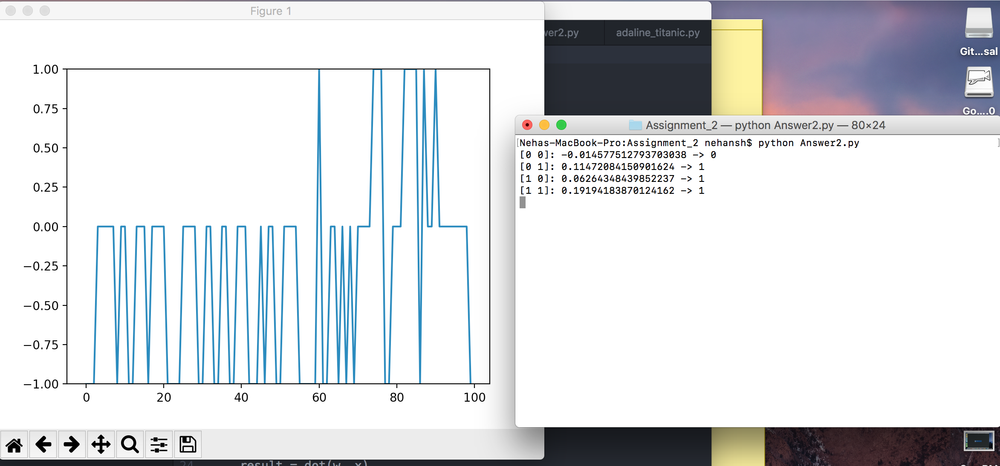 Figure 1
1.00
0.75
0.50
0.25
0.00
−0.25
−0.50
−0.75
−1.00
0 20 40 60 80 100
adaline_titanic.py
Git...sal
Go....0
Assignment_2 — python Answer2.py — 80×24
[Nehas-MacBook-Pro:Assignment_2 nehansh$ python Answer2.py ]
[0 0]: -0.014577512793703038 -> 0
[0 1]: 0.11472084150901624 -> 1
[1 0]: 0.06264348439852237 -> 1
[1 1]: 0.19194183870124162 -> 1
24 result = dot(w, x)